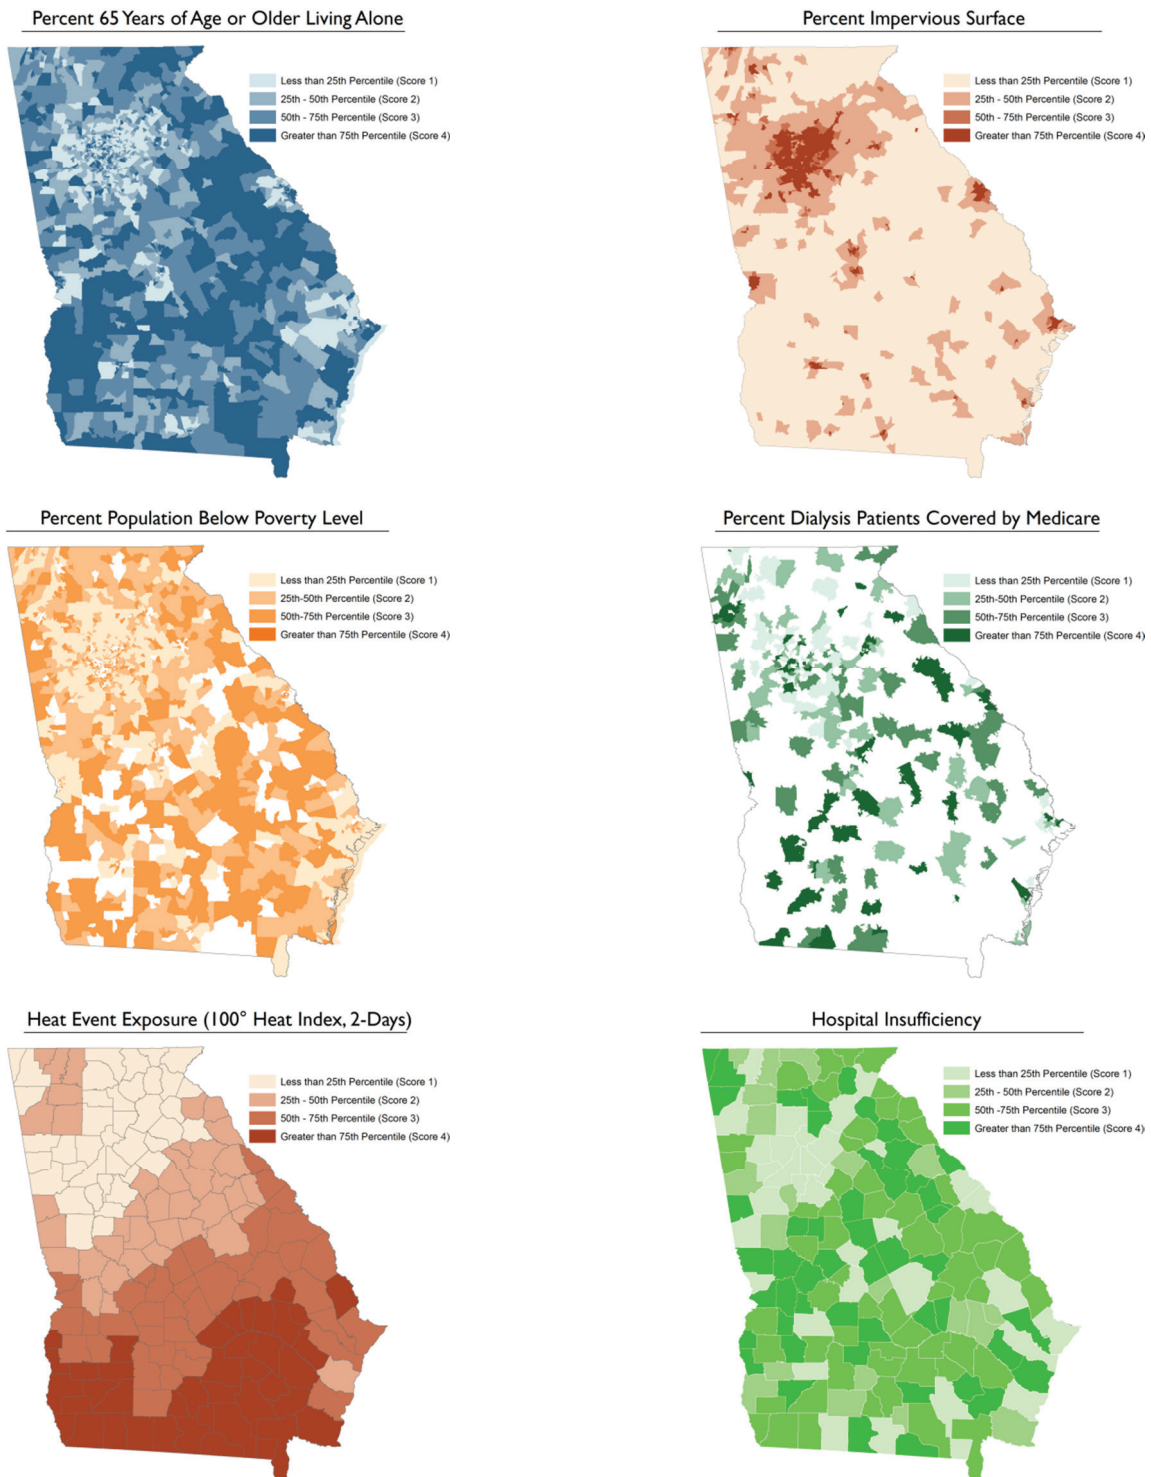 Percent 65 Years of Age or Older Living Alone
Less than 25th Percentile (Score 1)
25th - 50th Percentile (Score 2)
50th - 75th Percentile (Score 3)
Greater than 75th Percentile (Score 4)
Percent Impervious Surface
Less than 25th Percentile (Score 1)
25th - 50th Percentile (Score 2)
50th - 75th Percentile (Score 3)
Greater than 75th Percentile (Score 4)
Percent Population Below Poverty Level
Less than 25th Percentile (Score 1)
25th-50th Percentile (Score 2)
50th-75th Percentile (Score 3)
Greater than 75th Percentile (Score 4)
Percent Dialysis Patients Covered by Medicare
Less than 25th Percentile (Score 1)
25th-50th Percentile (Score 2)
50th-75th Percentile (Score 3)
Greater than 75th Percentile (Score 4)
Heat Event Exposure (100° Heat Index, 2-Days)
Less than 25th Percentile (Score 1)
25th - 50th Percentile (Score 2)
50th - 75th Percentile (Score 3)
Greater than 75th Percentile (Score 4)
Hospital Insufficiency
Less than 25th Percentile (Score 1)
25th - 50th Percentile (Score 2)
50th -75th Percentile (Score 3)
Greater than 75th Percentile (Score 4)